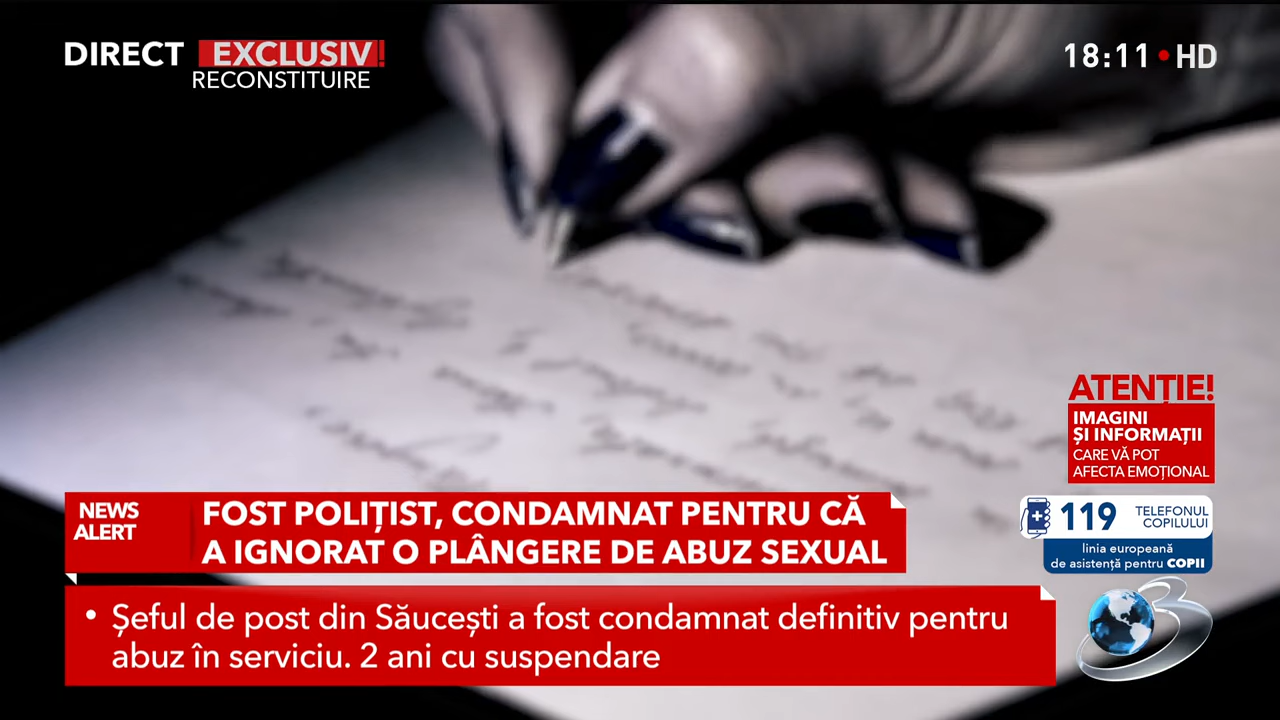 DIRECT EXCLUSIV!
RECONSTITUIRE
18:11 • HD
ATENȚIE!
IMAGINI
ȘI INFORMAȚII
CARE VĂ POT
AFECTA EMOȚIONAL
119 TELEFONUL
COPILULUI
linia europeană
de asistență pentru COPII
NEWS
ALERT
FOST POLIȚIST, CONDAMNAT PENTRU CĂ
A IGNORAT O PLÂNGERE DE ABUZ SEXUAL
• Șeful de post din Săucești a fost condamnat definitiv pentru
abuz în serviciu. 2 ani cu suspendare
3